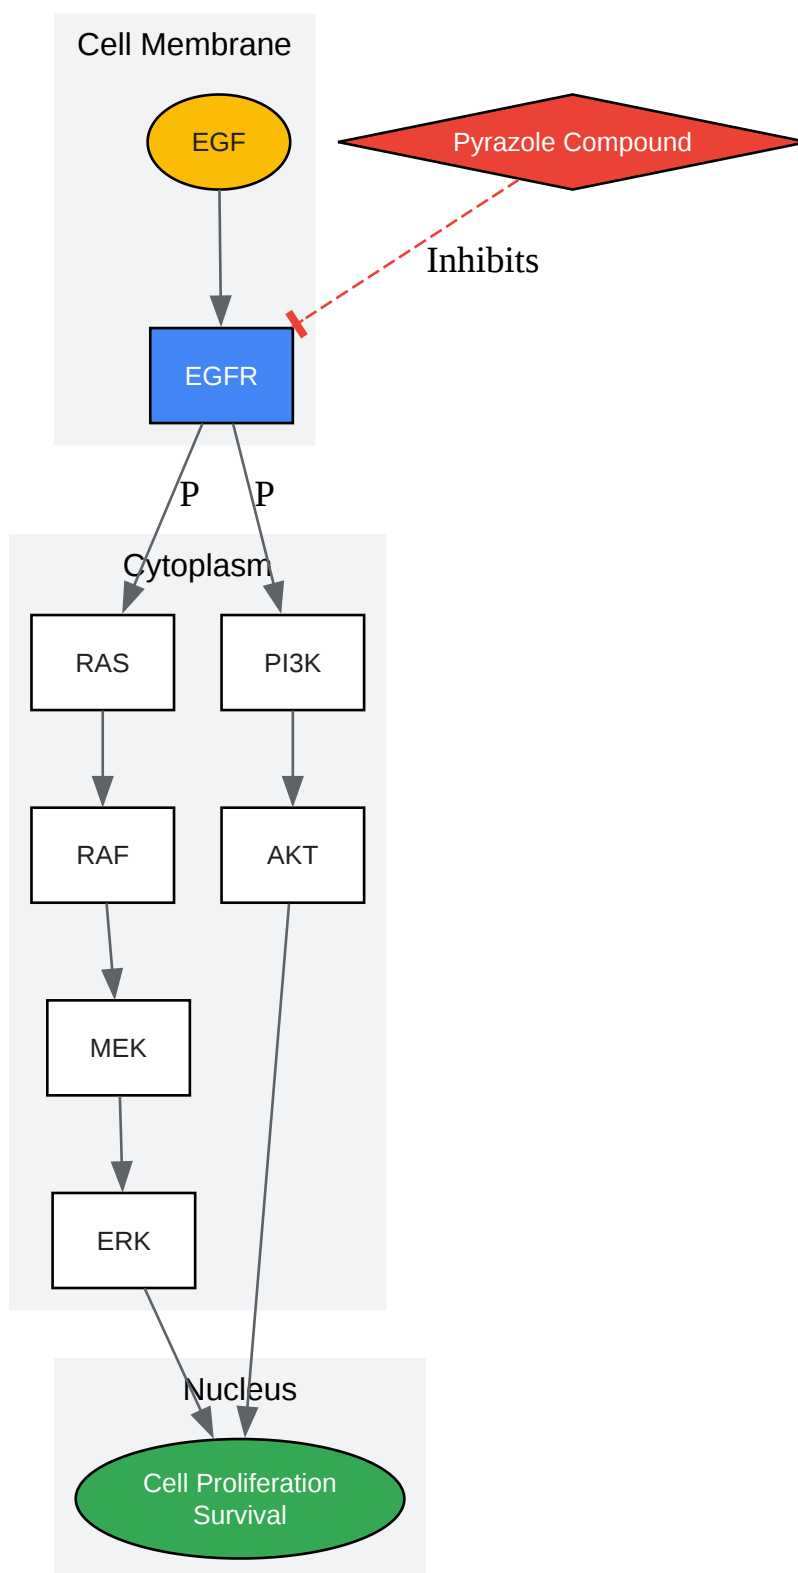 Cell Membrane
EGF
Pyrazole Compound
Inhibits
EGFR
P
P
Cytoplasm
RAS
PI3K
RAF
AKT
MEK
ERK
Nucleus
Cell Proliferation
Survival